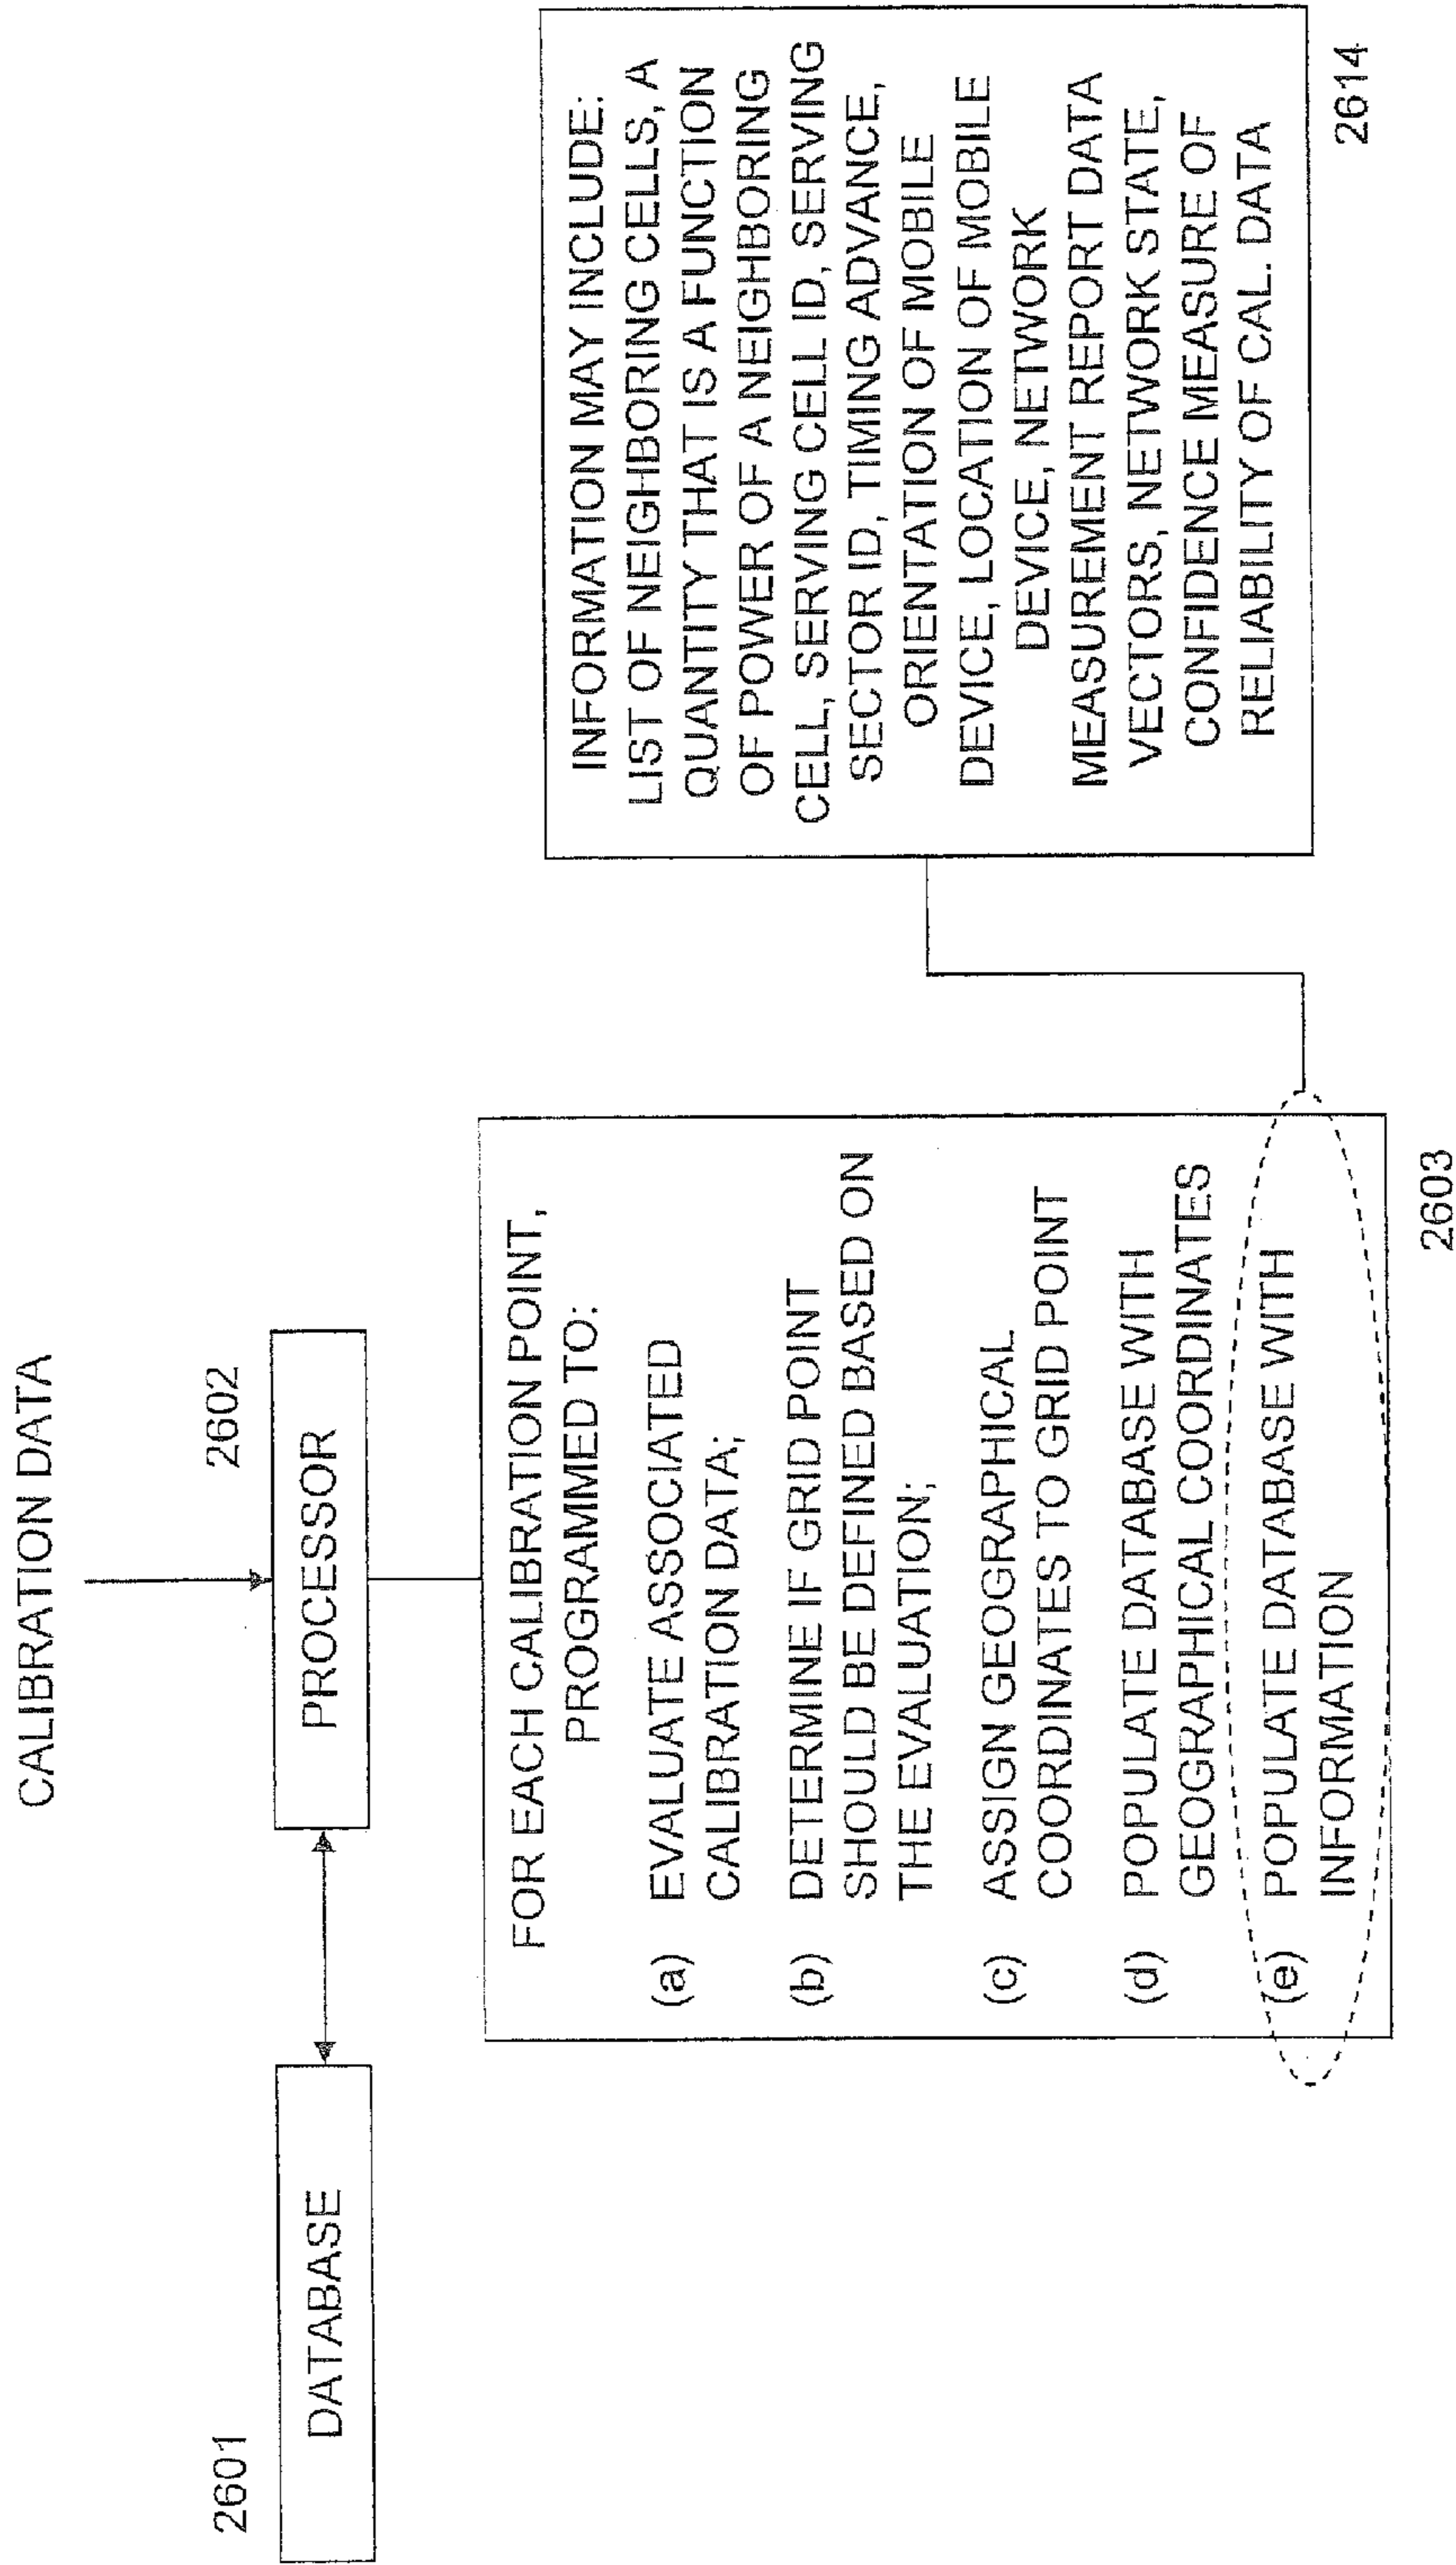 CALIBRATION DATA
2601
DATABASE
2602
PROCESSOR
FOR EACH CALIBRATION POINT,
PROGRAMMED TO:
(a) EVALUATE ASSOCIATED
CALIBRATION DATA;
(b) DETERMINE IF GRID POINT
SHOULD BE DEFINED BASED ON
THE EVALUATION;
(c) ASSIGN GEOGRAPHICAL
COORDINATES TO GRID POINT
(d) POPULATE DATABASE WITH
GEOGRAPHICAL COORDINATES
(e) POPULATE DATABASE WITH
INFORMATION
2603
INFORMATION MAY INCLUDE:
LIST OF NEIGHBORING CELLS, A
QUANTITY THAT IS A FUNCTION
OF POWER OF A NEIGHBORING
CELL, SERVING CELL ID, SERVING
SECTOR ID, TIMING ADVANCE,
ORIENTATION OF MOBILE
DEVICE, LOCATION OF MOBILE
DEVICE, NETWORK
MEASUREMENT REPORT DATA
VECTORS, NETWORK STATE,
CONFIDENCE MEASURE OF
RELIABILITY OF CAL. DATA
2614